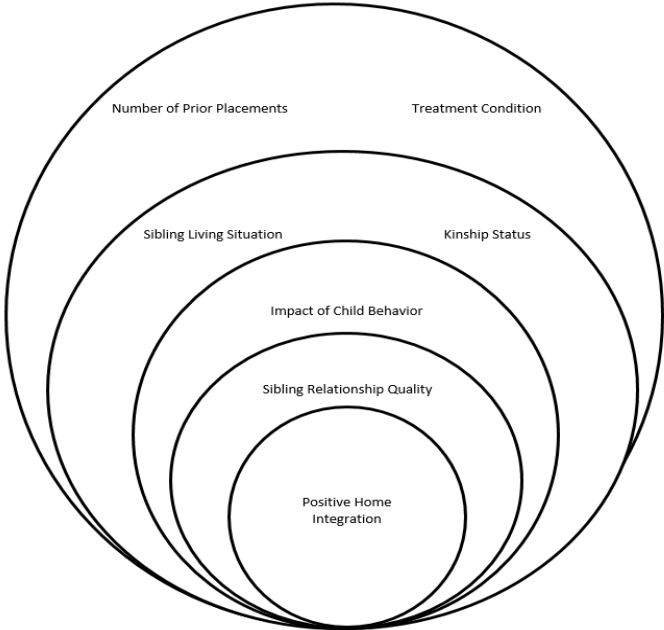 Number of Prior Placements
Treatment Condition
Sibling Living Situation
Kinship Status
Impact of Child Behavior
Sibling Relationship Quality
Positive Home
Integration